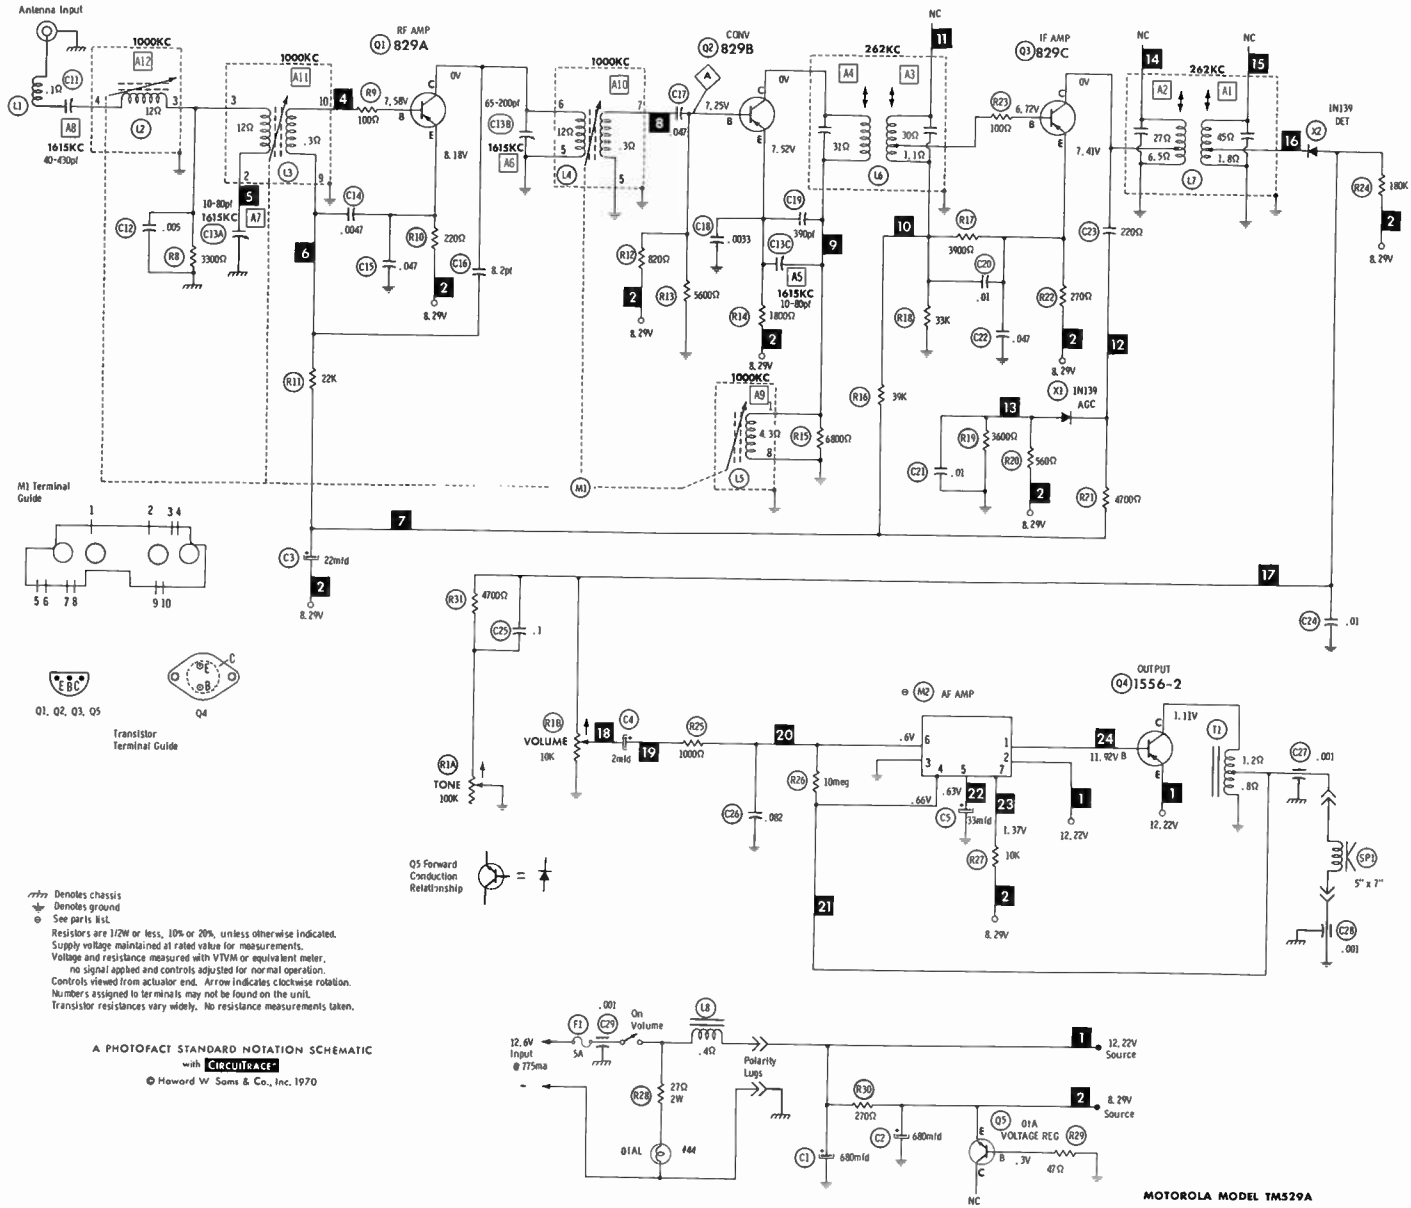 Antenna Input
L1
.1Ω
C11
A8
1615KC
40-430pf
1000KC
A12
4
3
12Ω
L2
C12
.005
R8
3300Ω
1000KC
A11
3
10
12Ω
.3Ω
2
9
L3
5
10-80pf
1615KC
C13A
A7
4
R9
100Ω
7.58V
RF AMP
Q1 829A
C
0V
B
E
8.18V
6
C14
.0047
C15
.047
R10
220Ω
2
8.29V
C16
8.2pf
R11
22K
65-200pf
C13B
1615KC
A6
1000KC
A10
6
7
12Ω
.3Ω
5
5
L4
8
C17
.047
A
7.25V
CONV
Q2 829B
C
0V
B
E
7.52V
R12
820Ω
2
8.29V
R13
5600Ω
C18
.0033
C19
390pf
C13C
A5
1615KC
10-80pf
R14
1800Ω
2
8.29V
9
1000KC
A9
1
4.3Ω
8
L5
R15
6800Ω
M1
262KC
A4
A3
31Ω
30Ω
1.1Ω
L6
NC
11
10
R17
3900Ω
C20
.01
R18
33K
C22
.047
R16
39K
R23
100Ω
6.72V
IF AMP
Q3 829C
C
0V
B
E
7.41V
R22
270Ω
2
8.29V
C23
220Ω
12
X1
1N139
AGC
13
R19
3600Ω
R20
560Ω
C21
.01
2
8.29V
R21
4700Ω
NC
14
NC
15
262KC
A2
A1
27Ω
6.5Ω
45Ω
1.8Ω
L7
16
1N139
DET
X2
R24
180K
2
8.29V
M1 Terminal
Guide
1 2 3 4
5 6 7 8 9 10
7
C3
22mfd
2
8.29V
17
C24
.01
R31
4700Ω
C25
.1
R1A
TONE
100K
R1B
VOLUME
10K
18
C4
2mfd
19
R25
1000Ω
20
R26
10meg
C26
.082
21
M2
AF AMP
.6V
6
3
4
5
7
1
2
.66V
.63V
22
C5
33mfd
23
1.37V
R27
10K
2
8.29V
1
12.22V
OUTPUT
Q4 1556-2
24
11.92V
B
C
E
1.11V
1
12.22V
T1
1.2Ω
.8Ω
C27
.001
SP1
5" x 7"
C28
.001
E B C
Q1, Q2, Q3, Q5
E
B
C
Q4
Transistor
Terminal Guide
Q5 Forward
Conduction
Relationship
=
Denotes chassis
Denotes ground
See parts list.
Resistors are 1/2W or less, 10% or 20%, unless otherwise indicated.
Supply voltage maintained at rated value for measurements.
Voltage and resistance measured with VTVM or equivalent meter,
no signal applied and controls adjusted for normal operation.
Controls viewed from actuator end. Arrow indicates clockwise rotation.
Numbers assigned to terminals may not be found on the unit.
Transistor resistances vary widely. No resistance measurements taken.
A PHOTOFACT STANDARD NOTATION SCHEMATIC
with CIRCUITRACE
© Howard W Sams & Co., Inc. 1970
12.6V
Input
@ 775ma
-
F1
5A
.001
C29
On
Volume
L8
.4Ω
Polarity
Lugs
R28
27Ω
2W
DIAL
#44
1
12.22V
Source
R30
270Ω
2
8.29V
Source
C1
680mfd
C2
680mfd
Q5
01A
VOLTAGE REG
R29
47Ω
E
B
C
.3V
NC
MOTOROLA MODEL TM529A